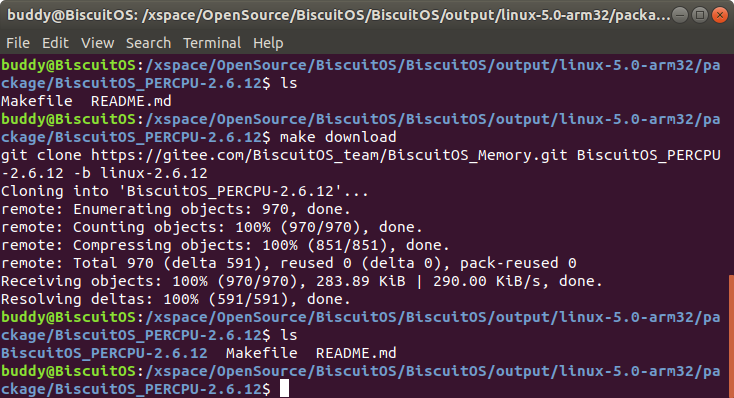 buddy@BiscuitOS: /xspace/OpenSource/BiscuitOS/BiscuitOS/output/linux-5.0-arm32/packa...
File Edit View Search Terminal Help
buddy@BiscuitOS:/xspace/OpenSource/BiscuitOS/BiscuitOS/output/linux-5.0-arm32/pa
ckage/BiscuitOS_PERCPU-2.6.12$ ls
Makefile  README.md
buddy@BiscuitOS:/xspace/OpenSource/BiscuitOS/BiscuitOS/output/linux-5.0-arm32/pa
ckage/BiscuitOS_PERCPU-2.6.12$ make download
git clone https://gitee.com/BiscuitOS_team/BiscuitOS_Memory.git BiscuitOS_PERCPU
-2.6.12 -b linux-2.6.12
Cloning into 'BiscuitOS_PERCPU-2.6.12'...
remote: Enumerating objects: 970, done.
remote: Counting objects: 100% (970/970), done.
remote: Compressing objects: 100% (851/851), done.
remote: Total 970 (delta 591), reused 0 (delta 0), pack-reused 0
Receiving objects: 100% (970/970), 283.89 KiB | 290.00 KiB/s, done.
Resolving deltas: 100% (591/591), done.
buddy@BiscuitOS:/xspace/OpenSource/BiscuitOS/BiscuitOS/output/linux-5.0-arm32/pa
ckage/BiscuitOS_PERCPU-2.6.12$ ls
BiscuitOS_PERCPU-2.6.12  Makefile  README.md
buddy@BiscuitOS:/xspace/OpenSource/BiscuitOS/BiscuitOS/output/linux-5.0-arm32/pa
ckage/BiscuitOS_PERCPU-2.6.12$